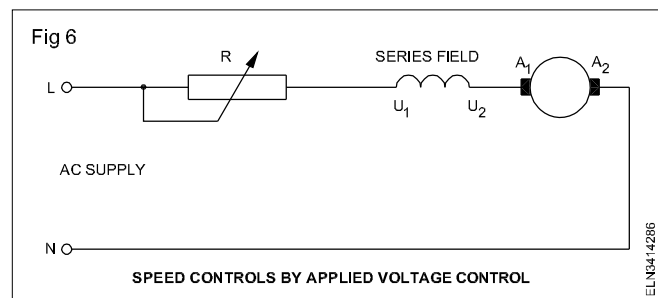 Fig 6
R
SERIES FIELD
A1
A2
L
U1
U2
AC SUPPLY
N
SPEED CONTROLS BY APPLIED VOLTAGE CONTROL
ELN3414286